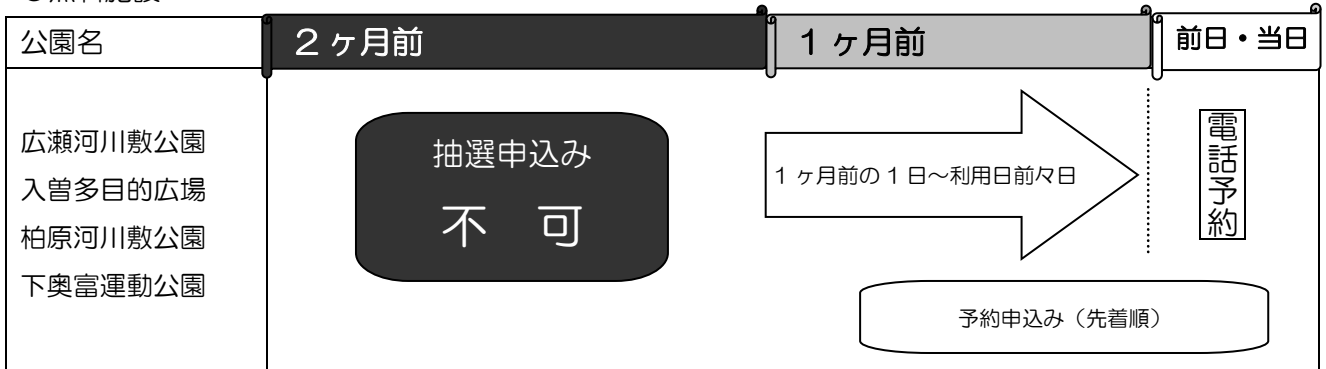 公園名
２ヶ月前
１ヶ月前
前日・当日
広瀬河川敷公園
入曽多目的広場
柏原河川敷公園
下奥富運動公園
抽選申込み
不　可
１ヶ月前の１日～利用日前々日
電話予約
予約申込み（先着順）